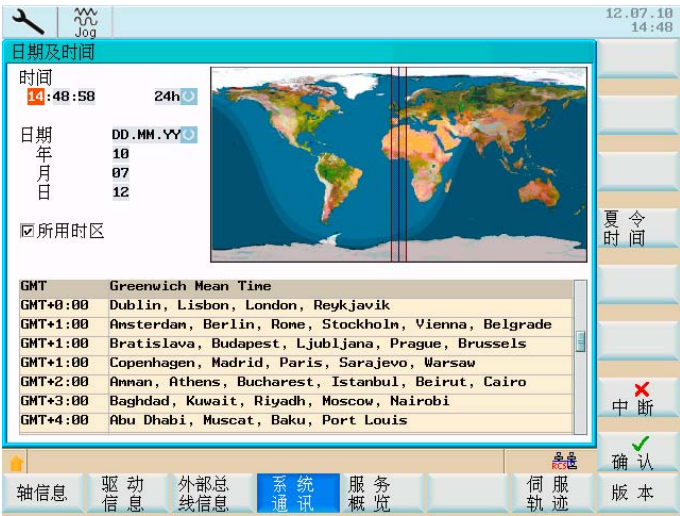 12.07.10
14:48
Jog
日期及时间
时间
14:48:58 24h
日期 DD.MM.YY
年 10
月 07
日 12
所用时区
夏令
时间
GMT Greenwich Mean Time
GMT+0:00 Dublin, Lisbon, London, Reykjavik
GMT+1:00 Amsterdam, Berlin, Rome, Stockholm, Vienna, Belgrade
GMT+1:00 Bratislava, Budapest, Ljubljana, Prague, Brussels
GMT+1:00 Copenhagen, Madrid, Paris, Sarajevo, Warsaw
GMT+2:00 Amman, Athens, Bucharest, Istanbul, Beirut, Cairo
GMT+3:00 Baghdad, Kuwait, Riyadh, Moscow, Nairobi
GMT+4:00 Abu Dhabi, Muscat, Baku, Port Louis
中断
RCS
确认
轴信息
驱动
信息
外部总
线信息
系统
通讯
服务
概览
伺服
轨迹
版本